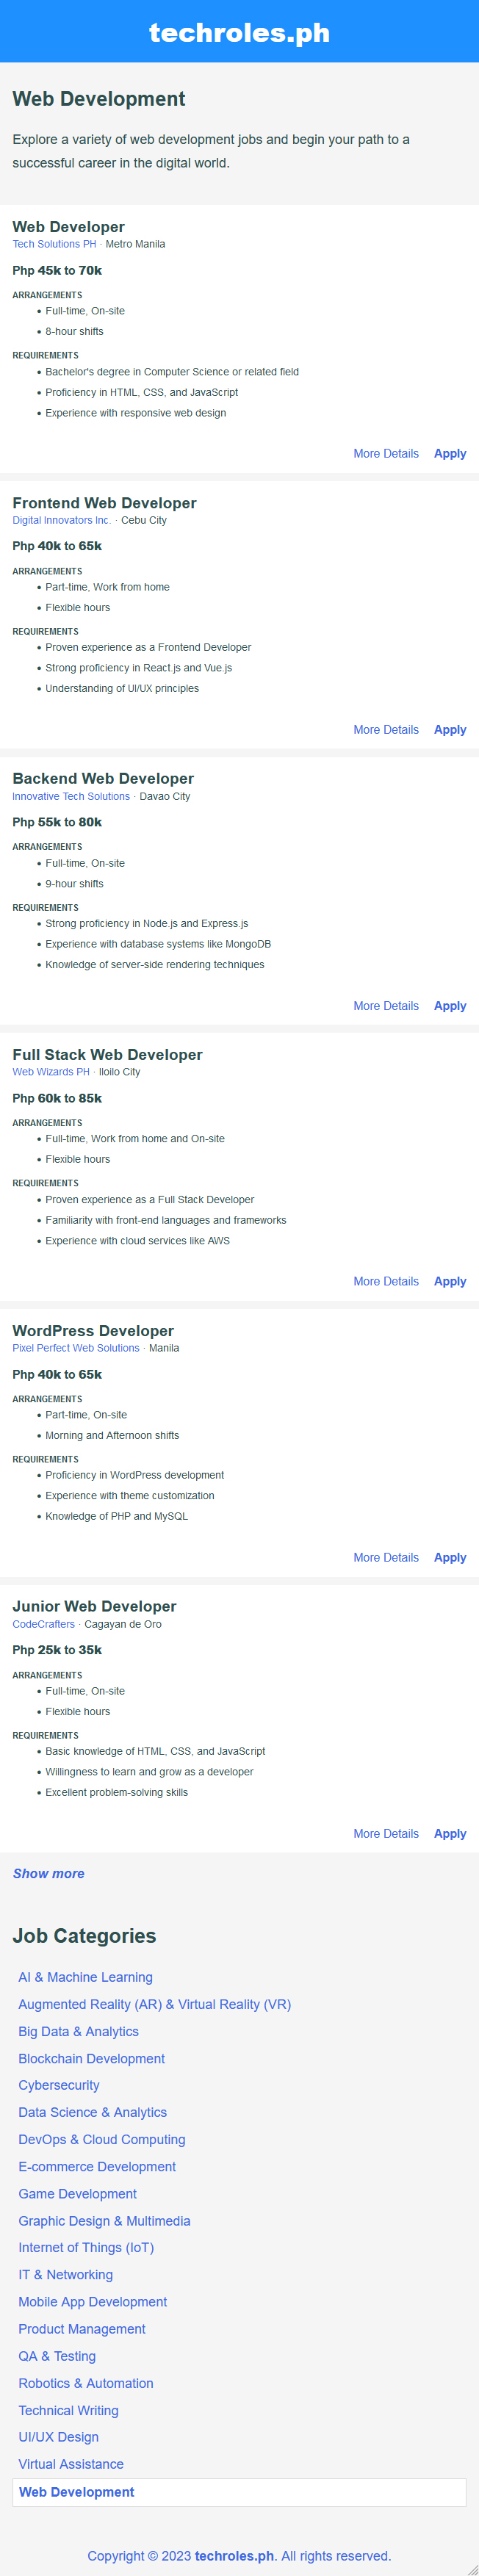 techroles.ph
Web Development
Explore a variety of web development jobs and begin your path to a
successful career in the digital world.
Web Developer
Tech Solutions PH · Metro Manila
Php 45k to 70k
ARRANGEMENTS
• Full-time, On-site
• 8-hour shifts
REQUIREMENTS
• Bachelor's degree in Computer Science or related field
• Proficiency in HTML, CSS, and JavaScript
• Experience with responsive web design
More Details Apply
Frontend Web Developer
Digital Innovators Inc. · Cebu City
Php 40k to 65k
ARRANGEMENTS
• Part-time, Work from home
• Flexible hours
REQUIREMENTS
• Proven experience as a Frontend Developer
• Strong proficiency in React.js and Vue.js
• Understanding of UI/UX principles
More Details Apply
Backend Web Developer
Innovative Tech Solutions · Davao City
Php 55k to 80k
ARRANGEMENTS
• Full-time, On-site
• 9-hour shifts
REQUIREMENTS
• Strong proficiency in Node.js and Express.js
• Experience with database systems like MongoDB
• Knowledge of server-side rendering techniques
More Details Apply
Full Stack Web Developer
Web Wizards PH · Iloilo City
Php 60k to 85k
ARRANGEMENTS
• Full-time, Work from home and On-site
• Flexible hours
REQUIREMENTS
• Proven experience as a Full Stack Developer
• Familiarity with front-end languages and frameworks
• Experience with cloud services like AWS
More Details Apply
WordPress Developer
Pixel Perfect Web Solutions · Manila
Php 40k to 65k
ARRANGEMENTS
• Part-time, On-site
• Morning and Afternoon shifts
REQUIREMENTS
• Proficiency in WordPress development
• Experience with theme customization
• Knowledge of PHP and MySQL
More Details Apply
Junior Web Developer
CodeCrafters · Cagayan de Oro
Php 25k to 35k
ARRANGEMENTS
• Full-time, On-site
• Flexible hours
REQUIREMENTS
• Basic knowledge of HTML, CSS, and JavaScript
• Willingness to learn and grow as a developer
• Excellent problem-solving skills
More Details Apply
Show more
Job Categories
AI & Machine Learning
Augmented Reality (AR) & Virtual Reality (VR)
Big Data & Analytics
Blockchain Development
Cybersecurity
Data Science & Analytics
DevOps & Cloud Computing
E-commerce Development
Game Development
Graphic Design & Multimedia
Internet of Things (IoT)
IT & Networking
Mobile App Development
Product Management
QA & Testing
Robotics & Automation
Technical Writing
UI/UX Design
Virtual Assistance
Web Development
Copyright © 2023 techroles.ph. All rights reserved.